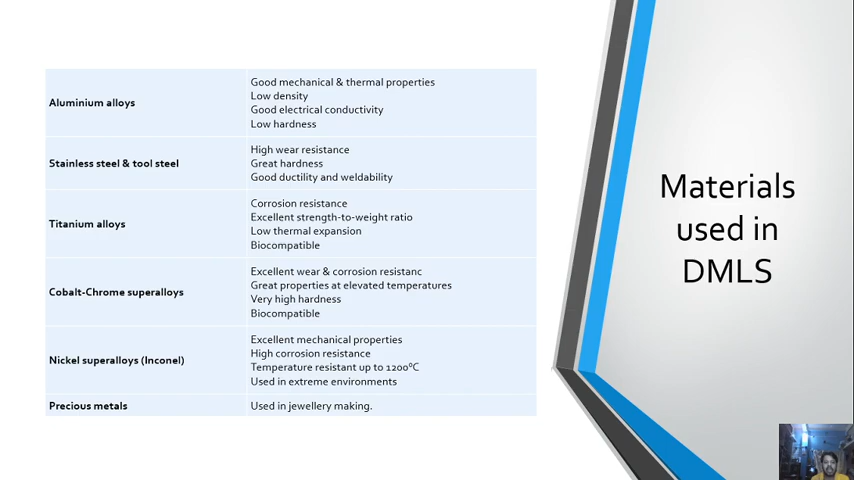 Aluminium alloys
Good mechanical & thermal properties
Low density
Good electrical conductivity
Low hardness
Stainless steel & tool steel
High wear resistance
Great hardness
Good ductility and weldability
Titanium alloys
Corrosion resistance
Excellent strength-to-weight ratio
Low thermal expansion
Biocompatible
Cobalt-Chrome superalloys
Excellent wear & corrosion resistanc
Great properties at elevated temperatures
Very high hardness
Biocompatible
Nickel superalloys (Inconel)
Excellent mechanical properties
High corrosion resistance
Temperature resistant up to 1200⁰C
Used in extreme environments
Precious metals
Used in jewellery making.
Materials
used in
DMLS